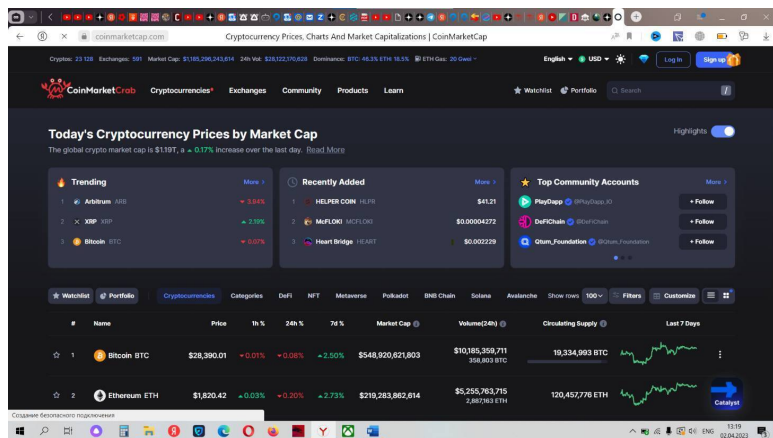 coinmarketcap.com
Cryptocurrency Prices, Charts And Market Capitalizations | CoinMarketCap
Cryptos: 23 128 Exchanges: 591 Market Cap: $1,185,296,243,614 24h Vol: $28,122,170,628 Dominance: BTC: 46.3% ETH: 18.5% ETH Gas: 20 Gwei
English USD Log In Sign up
CoinMarketCrab Cryptocurrencies Exchanges Community Products Learn Watchlist Portfolio Search /
Today's Cryptocurrency Prices by Market Cap
Highlights
The global crypto market cap is $1.19T, a 0.17% increase over the last day. Read More
Trending More >
1 Arbitrum ARB 3.84%
2 XRP XRP 2.19%
3 Bitcoin BTC 0.07%
Recently Added More >
1 HELPER COIN HLPR $41.21
2 McFLOKI MCFLOKI $0.00004272
3 Heart Bridge HEART $0.002229
Top Community Accounts More >
PlayDapp @PlayDapp_IO + Follow
DeFiChain @DeFiChain + Follow
Qtum_Foundation @Qtum_Foundation + Follow
Watchlist Portfolio Cryptocurrencies Categories DeFi NFT Metaverse Polkadot BNB Chain Solana Avalanche Show rows 100 Filters Customize
# Name Price 1h % 24h % 7d % Market Cap Volume(24h) Circulating Supply Last 7 Days
1 Bitcoin BTC $28,390.01 0.01% 0.08% 2.50% $548,920,621,803 $10,185,359,711 19,334,993 BTC
358,803 BTC
2 Ethereum ETH $1,820.42 0.03% 0.20% 2.73% $219,283,862,614 $5,255,763,715 120,457,776 ETH
2,887,163 ETH
Catalyst
Создание безопасного подключения
ENG 13:19
02.04.2023